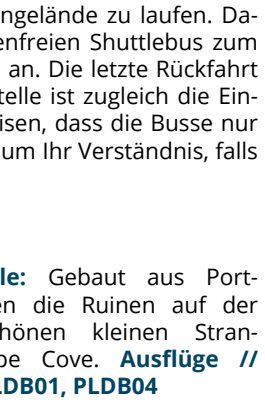 ngelände zu laufen. Da-
enfreien Shuttlebus zum
an. Die letzte Rückfahrt
telle ist zugleich die Ein-
isen, dass die Busse nur
um Ihr Verständnis, falls
le: Gebaut aus Port-
en die Ruinen auf der
hönen kleinen Stran-
pe Cove. Ausflüge //
LDB01, PLDB04